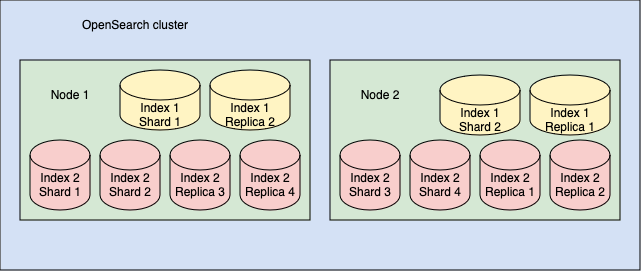 OpenSearch cluster
Node 1
Index 1
Shard 1
Index 1
Replica 2
Index 2
Shard 1
Index 2
Shard 2
Index 2
Replica 3
Index 2
Replica 4
Node 2
Index 1
Shard 2
Index 1
Replica 1
Index 2
Shard 3
Index 2
Shard 4
Index 2
Replica 1
Index 2
Replica 2